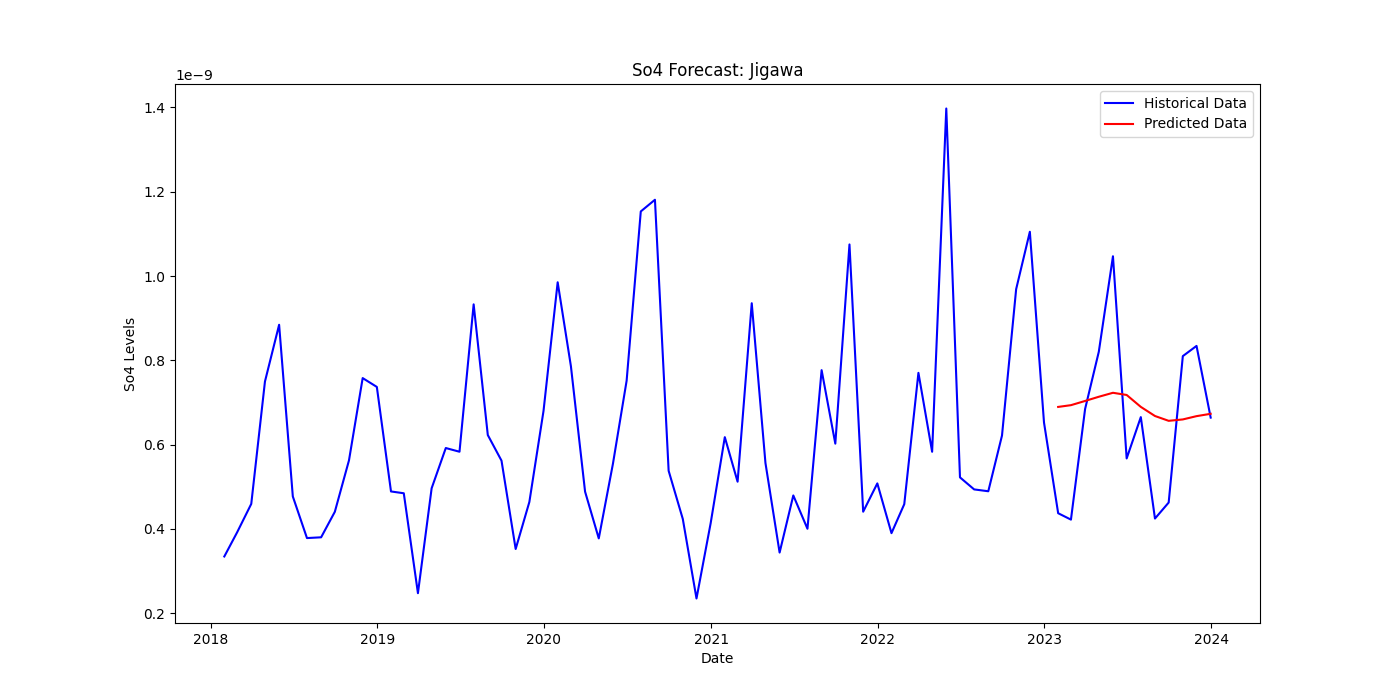 So4 Forecast: Jigawa
1e−9
Historical Data
Predicted Data
1.4
1.2
1.0
0.8
0.6
0.4
0.2
So4 Levels
2018 2019 2020 2021 2022 2023 2024
Date